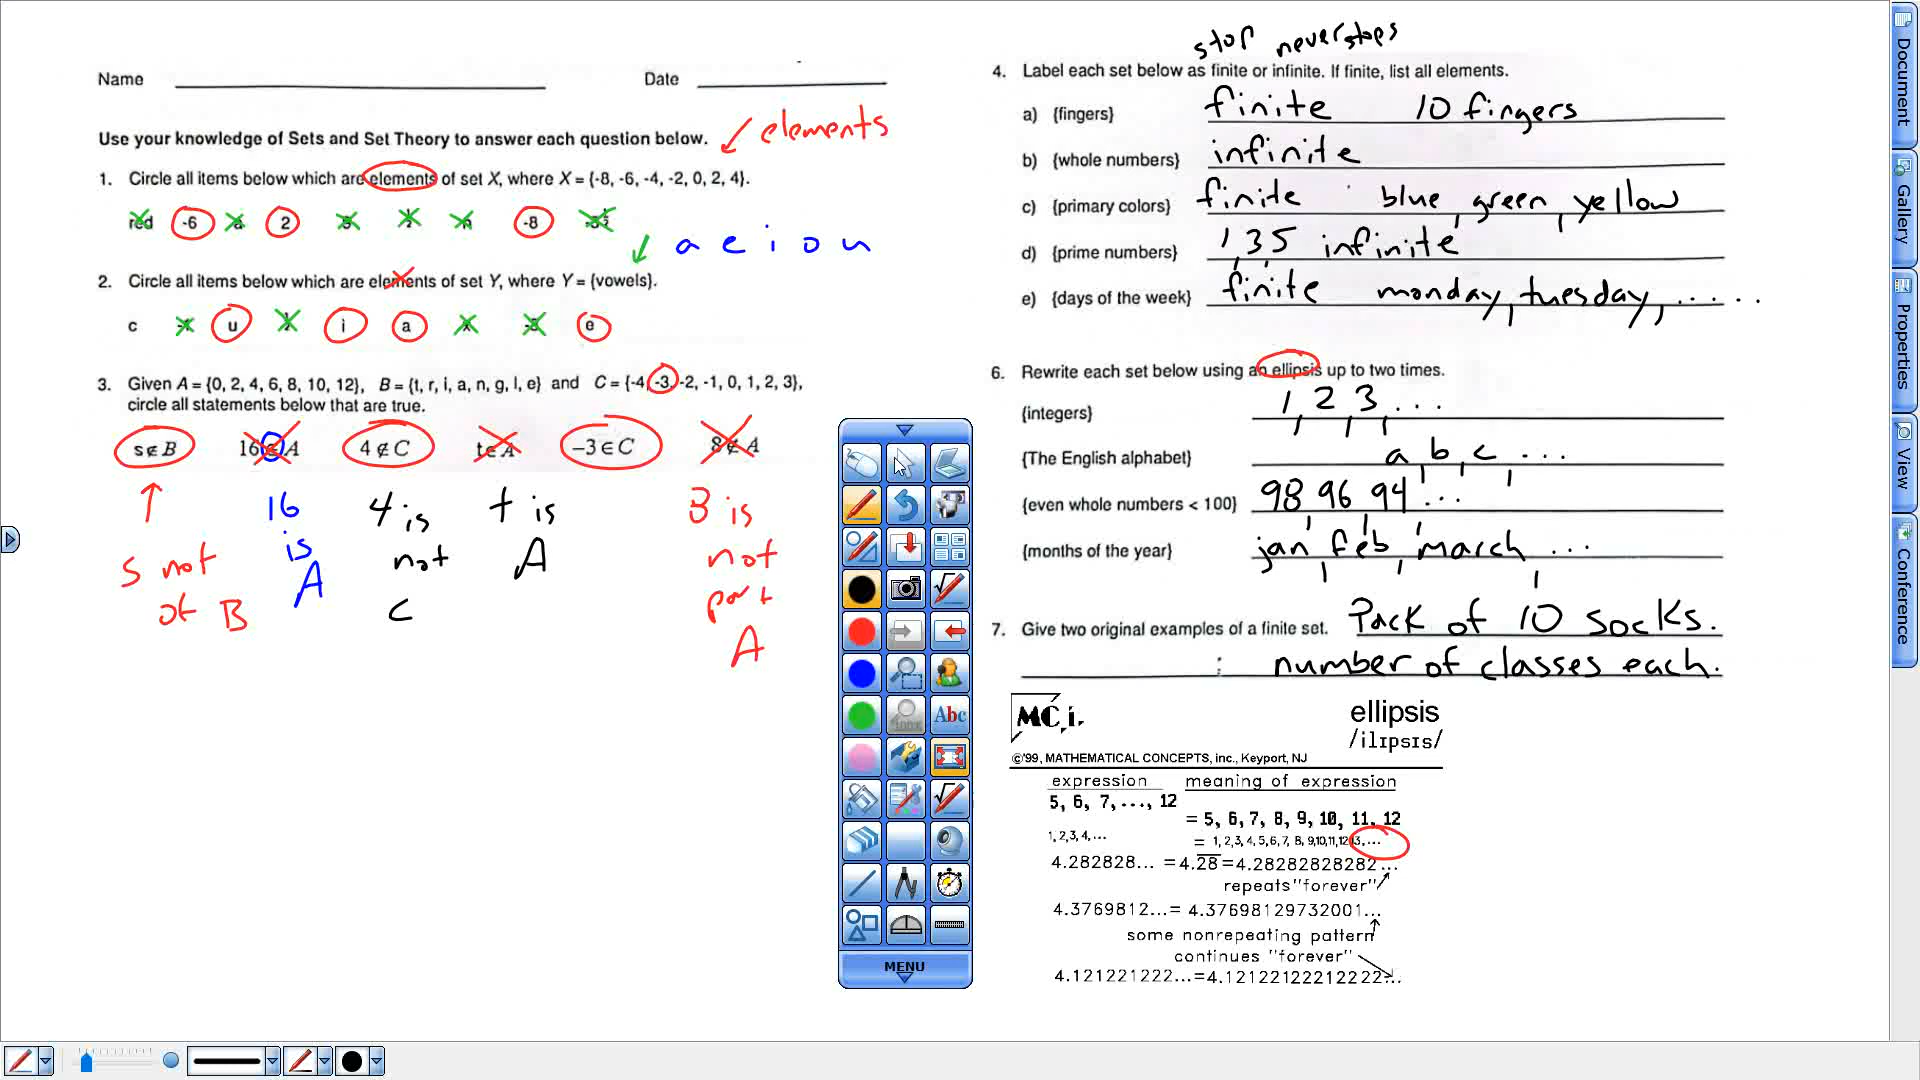 Name Date
elements
Use your knowledge of Sets and Set Theory to answer each question below.
1. Circle all items below which are elements of set X, where X = {-8, -6, -4, -2, 0, 2, 4}.
red -6 a 2 -8
a e i o u
2. Circle all items below which are elements of set Y, where Y = {vowels}.
c u i a x e
3. Given A = {0, 2, 4, 6, 8, 10, 12}, B = {t, r, i, a, n, g, l, e} and C = {-4, -3, -2, -1, 0, 1, 2, 3},
circle all statements below that are true.
s∉B 16∈A 4∉C t∈A −3∈C 8∉A
s not
of B
16
is
A
4 is
not
C
t is
A
8 is
not
part
A
stop never stops
4. Label each set below as finite or infinite. If finite, list all elements.
a) {fingers} finite 10 fingers
b) {whole numbers} infinite
c) {primary colors} finite blue, green, yellow
d) {prime numbers} 1,3,5 infinite
e) {days of the week} finite monday, tuesday, .....
6. Rewrite each set below using an ellipsis up to two times.
{integers} 1, 2, 3, ...
{The English alphabet} a, b, c, ...
{even whole numbers < 100} 98, 96, 94, ...
{months of the year} jan, feb, march, ...
7. Give two original examples of a finite set. Pack of 10 socks.
; number of classes each.
MC i.
ellipsis
/ilɪpsɪs/
©'99, MATHEMATICAL CONCEPTS, inc., Keyport, NJ
expression meaning of expression
5, 6, 7, ..., 12
= 5, 6, 7, 8, 9, 10, 11, 12
1,2,3,4,... = 1,2,3,4,5,6,7,8,9,10,11,12,13,...
4.282828... = 4.2̅8̅ = 4.28282828282...
repeats "forever"
4.3769812... = 4.37698129732001...
some nonrepeating pattern
continues "forever"
4.121221222... = 4.12122122212222...
Abc
MENU
Document
Gallery
Properties
View
Conference